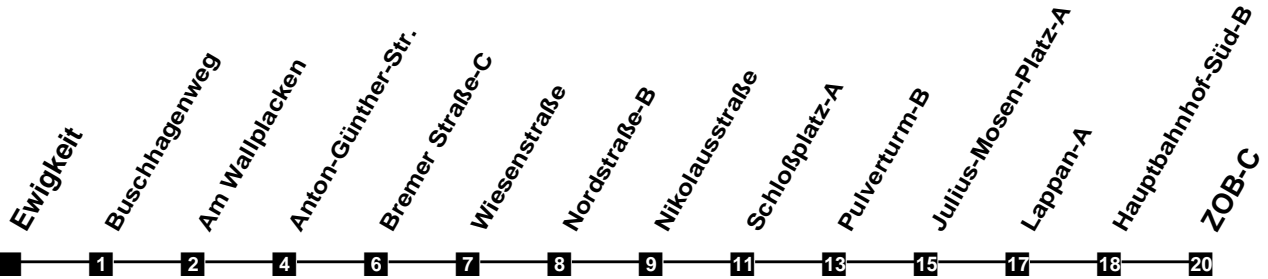 Ewigkeit
Buschhagenweg
Am Wallplacken
Anton-Günther-Str.
Bremer Straße-C
Wiesenstraße
Nordstraße-B
Nikolausstraße
Schloßplatz-A
Pulverturm-B
Julius-Mosen-Platz-A
Lappan-A
Hauptbahnhof-Süd-B
ZOB-C
1 2 4 6 7 8 9 11 13 15 17 18 20